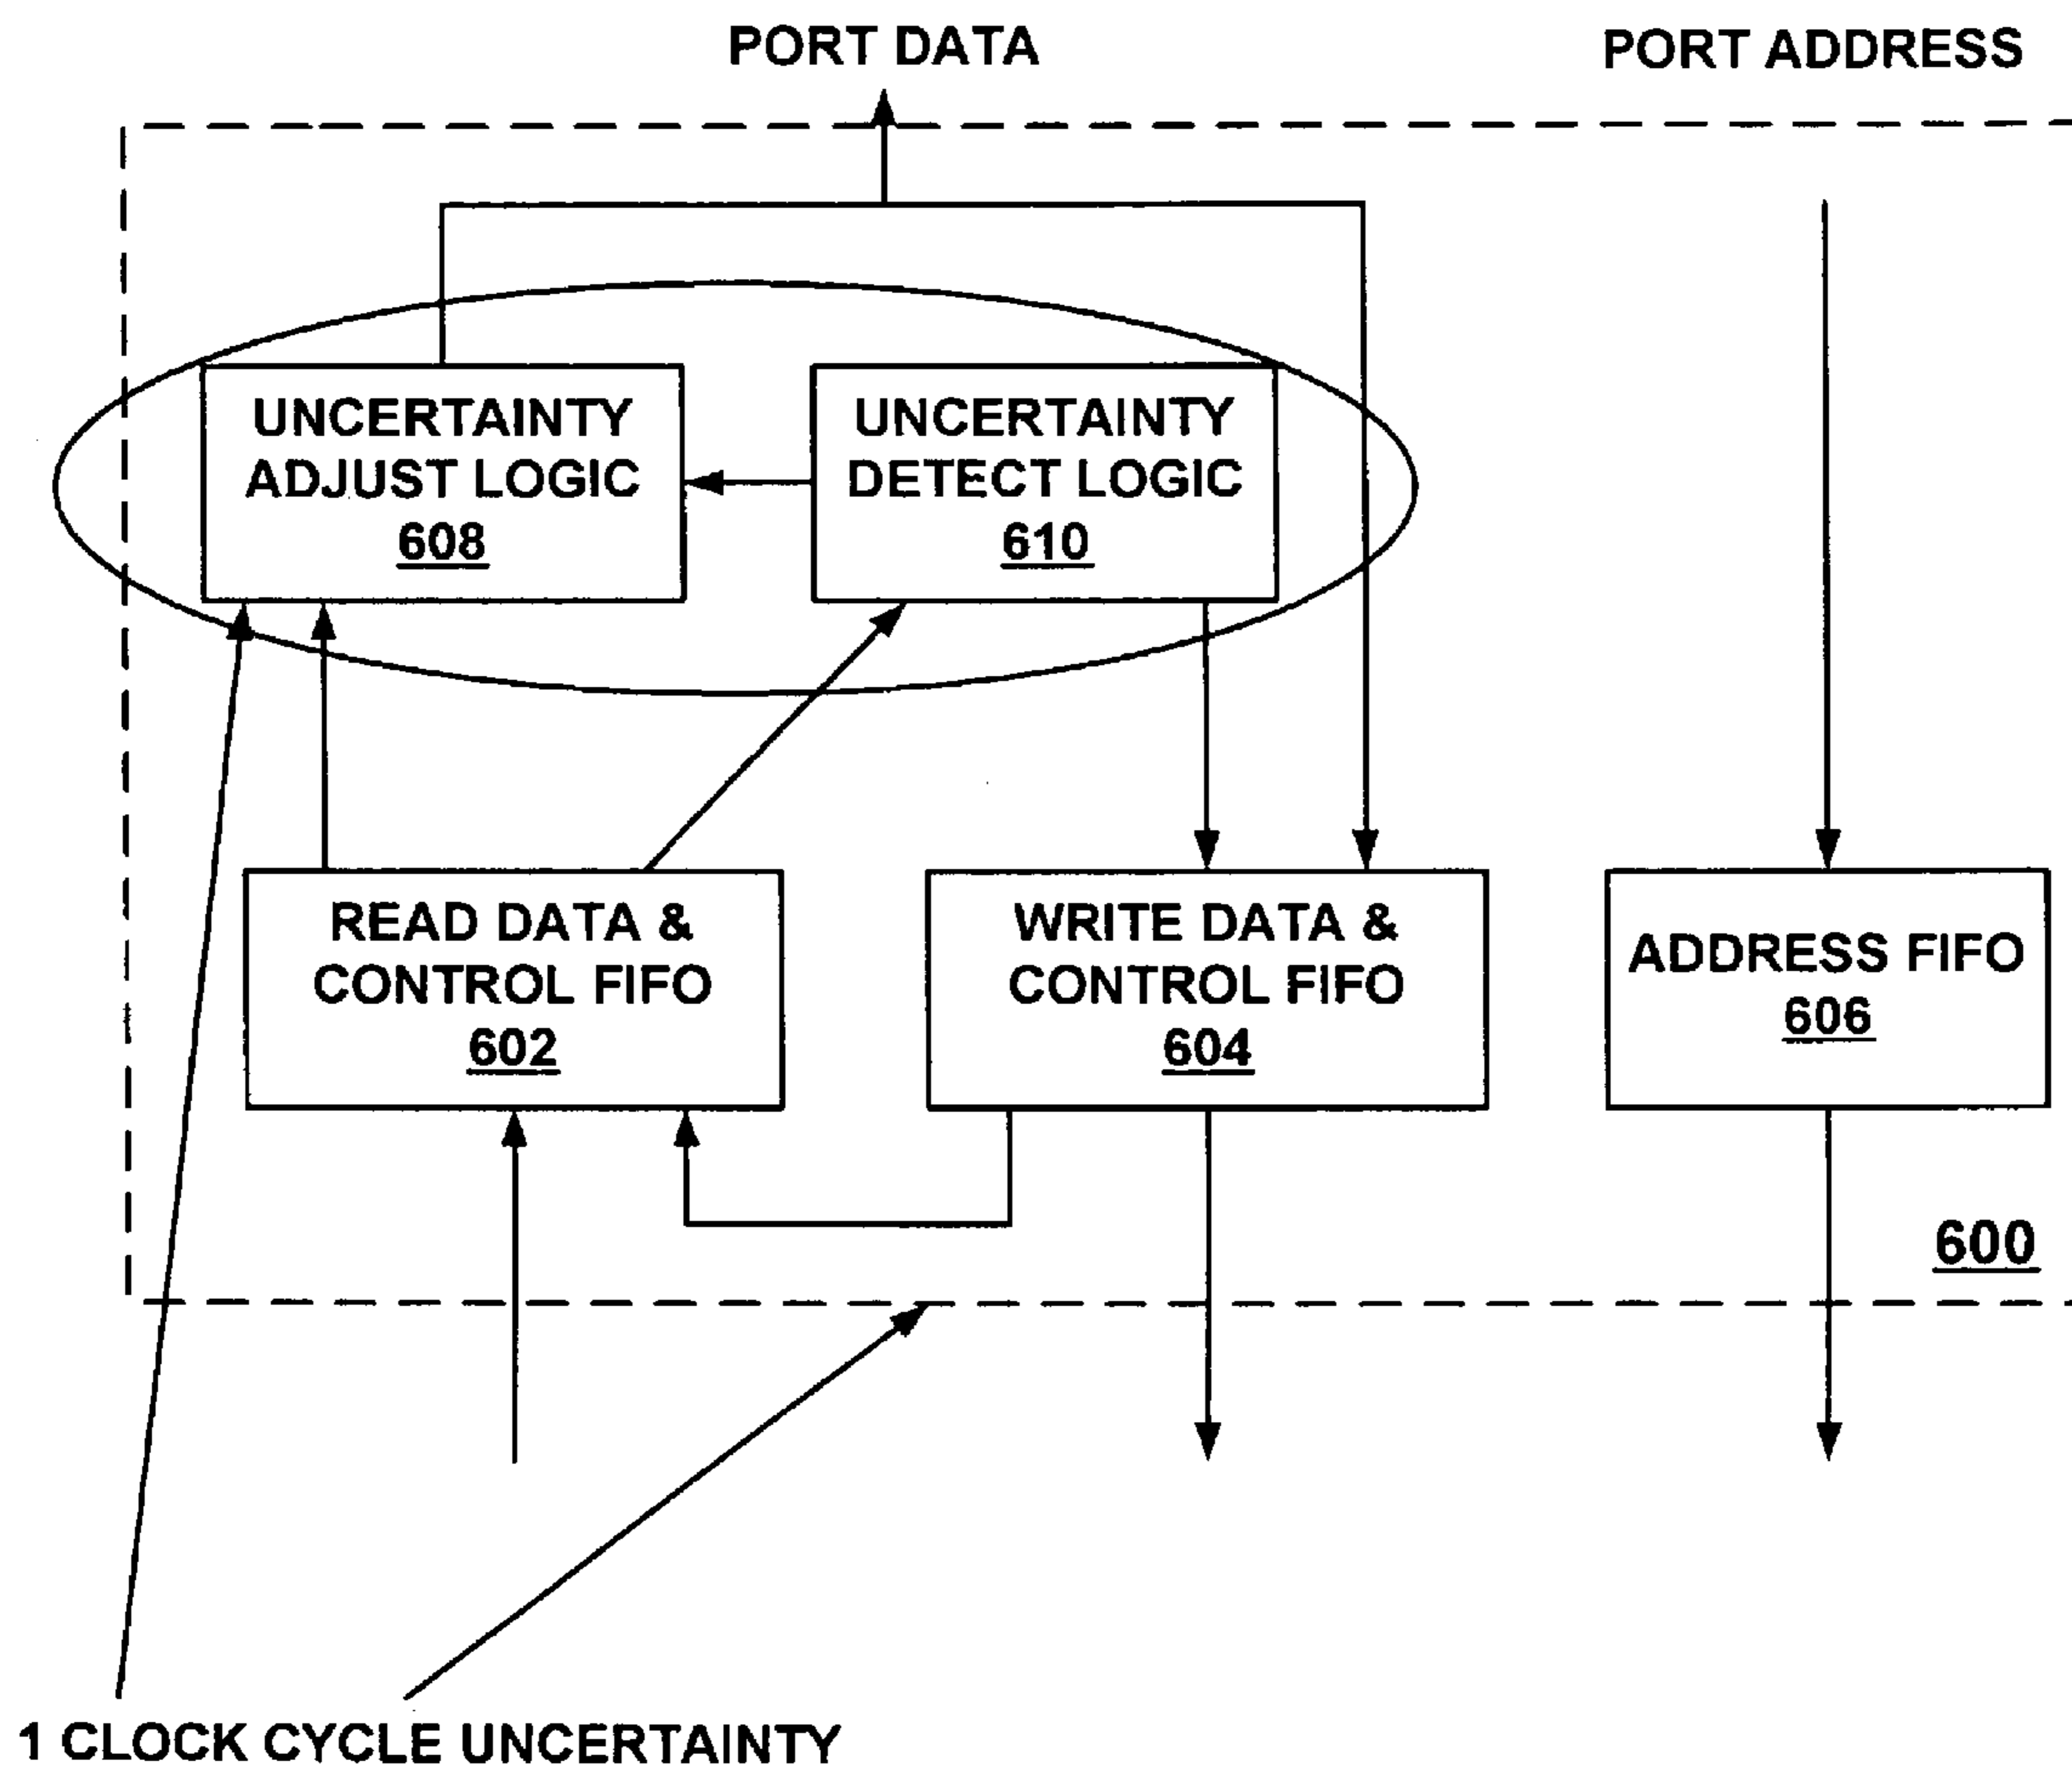 PORT DATA
PORT ADDRESS
UNCERTAINTY
ADJUST LOGIC
608
UNCERTAINTY
DETECT LOGIC
610
READ DATA &
CONTROL FIFO
602
WRITE DATA &
CONTROL FIFO
604
ADDRESS FIFO
606
600
1 CLOCK CYCLE UNCERTAINTY